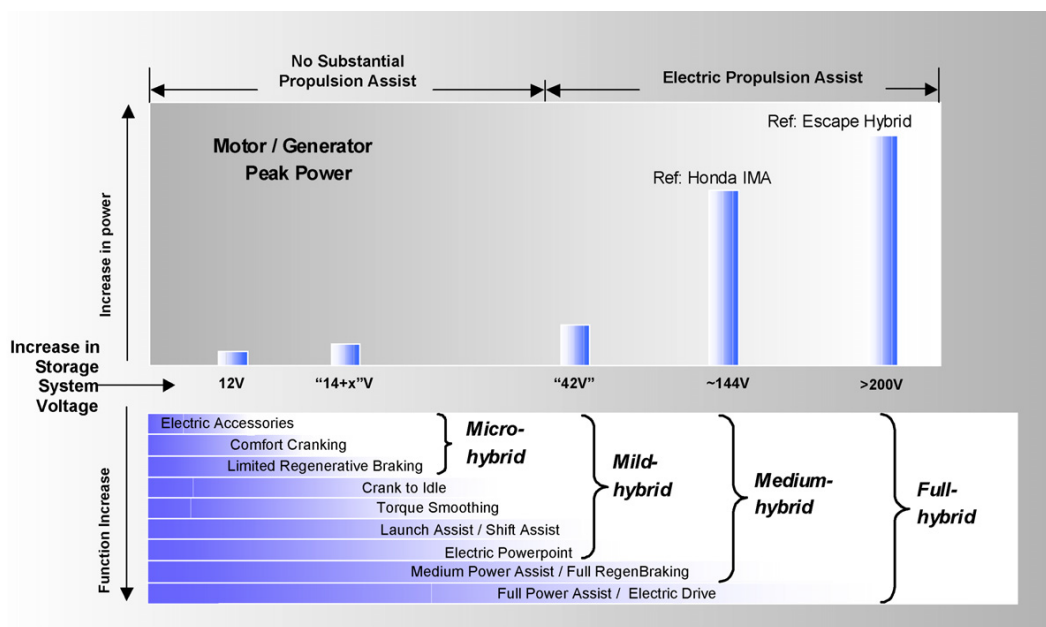 No Substantial
Propulsion Assist
Electric Propulsion Assist
Ref: Escape Hybrid
Motor / Generator
Peak Power
Ref: Honda IMA
Increase in power
Increase in
Storage
System
Voltage
12V
“14+x”V
“42V”
~144V
>200V
Function Increase
Electric Accessories
Comfort Cranking
Limited Regenerative Braking
Crank to Idle
Torque Smoothing
Launch Assist / Shift Assist
Electric Powerpoint
Medium Power Assist / Full RegenBraking
Full Power Assist / Electric Drive
Micro-
hybrid
Mild-
hybrid
Medium-
hybrid
Full-
hybrid